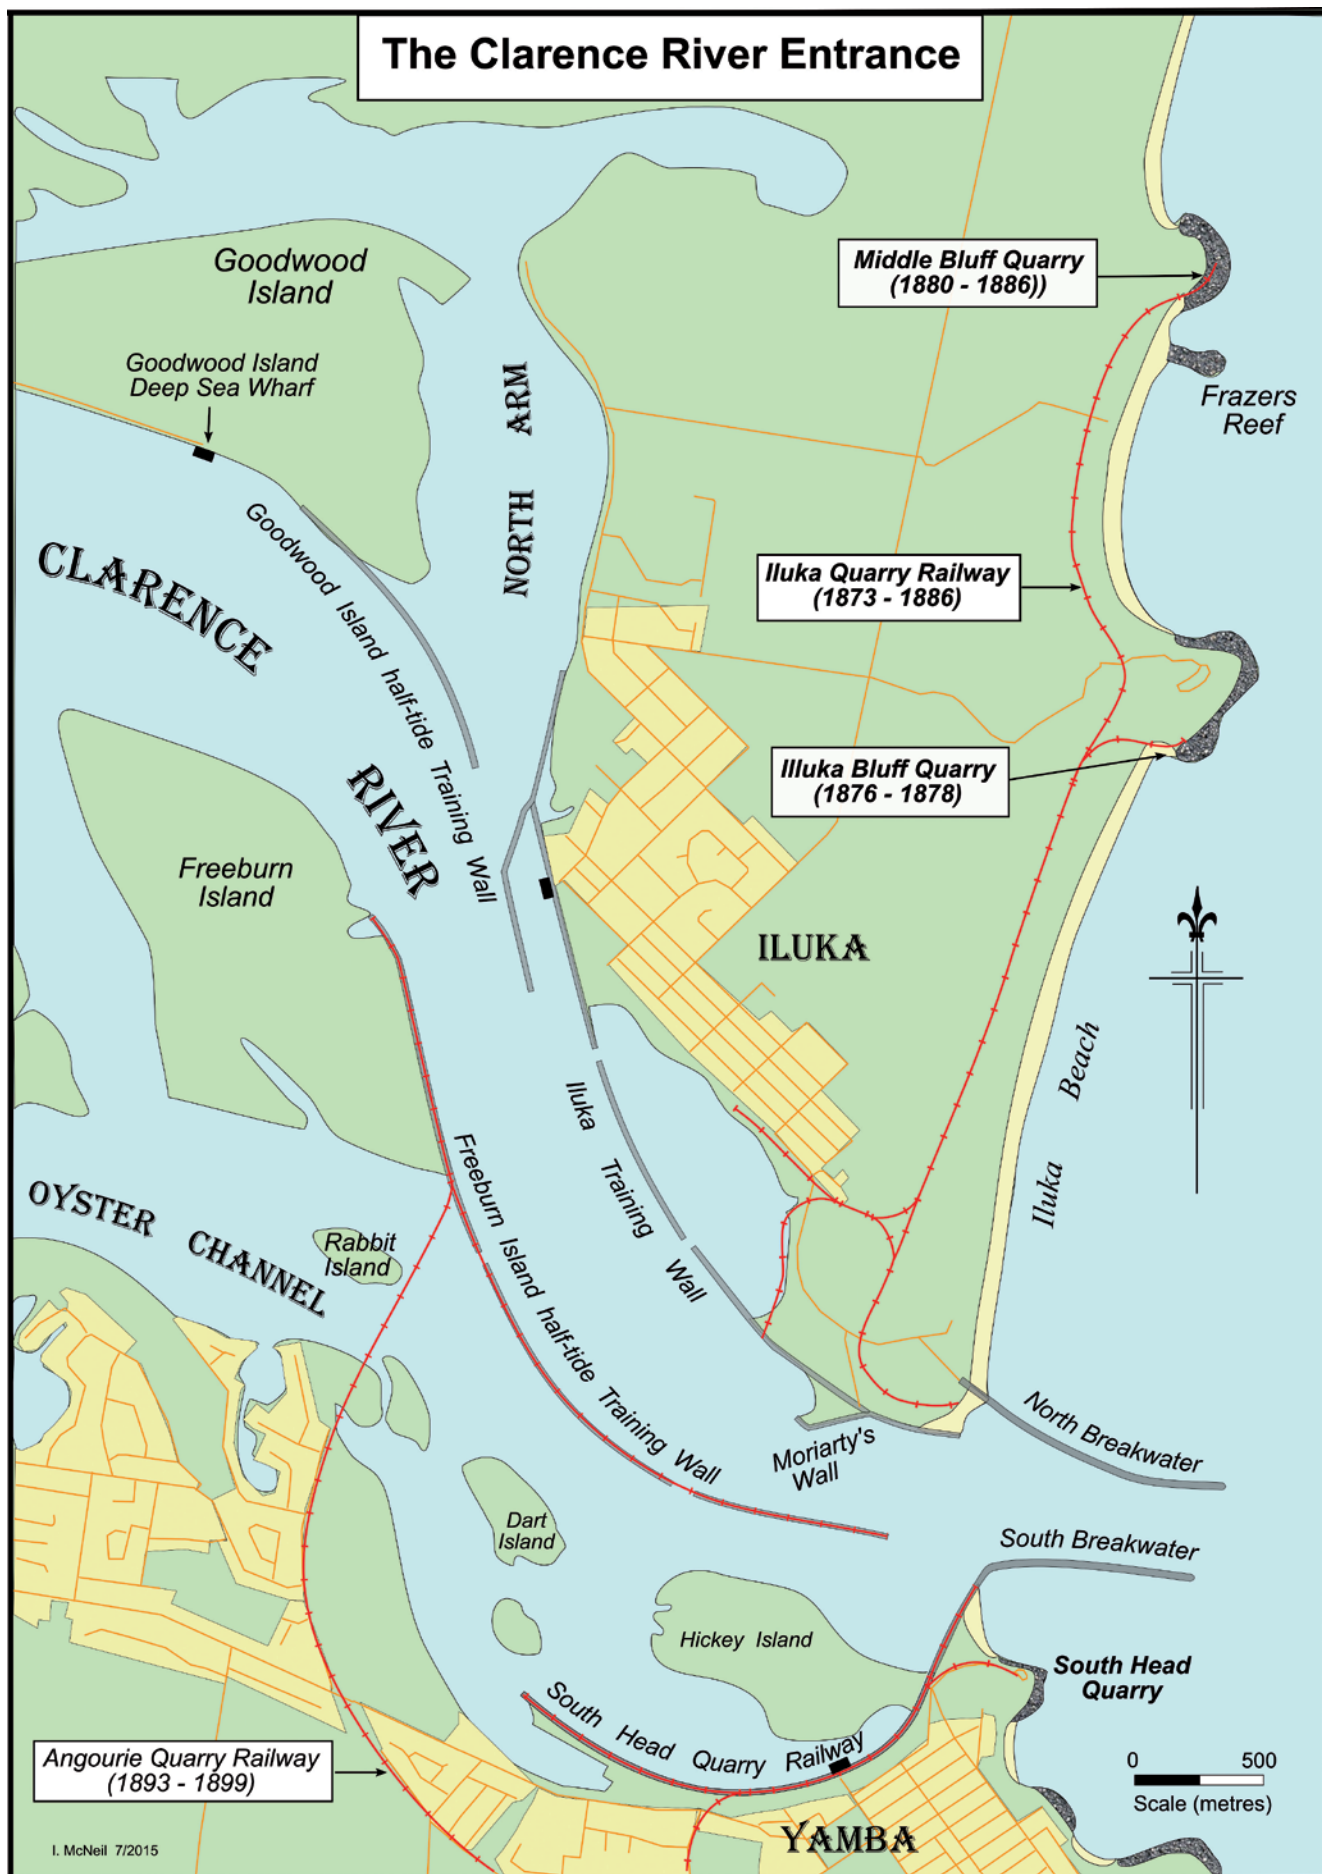 The Clarence River Entrance
Goodwood
Island
Middle Bluff Quarry
(1880 - 1886))
Goodwood Island
Deep Sea Wharf
Frazers
Reef
NORTH ARM
Goodwood Island half-tide Training Wall
CLARENCE
RIVER
Iluka Quarry Railway
(1873 - 1886)
Illuka Bluff Quarry
(1876 - 1878)
Freeburn
Island
ILUKA
Iluka Beach
Iluka Training Wall
Freeburn Island half-tide Training Wall
OYSTER CHANNEL
Rabbit
Island
North Breakwater
Moriarty's
Wall
Dart
Island
South Breakwater
Hickey Island
South Head
Quarry
South Head Quarry Railway
Angourie Quarry Railway
(1893 - 1899)
0 500
Scale (metres)
YAMBA
I. McNeil 7/2015